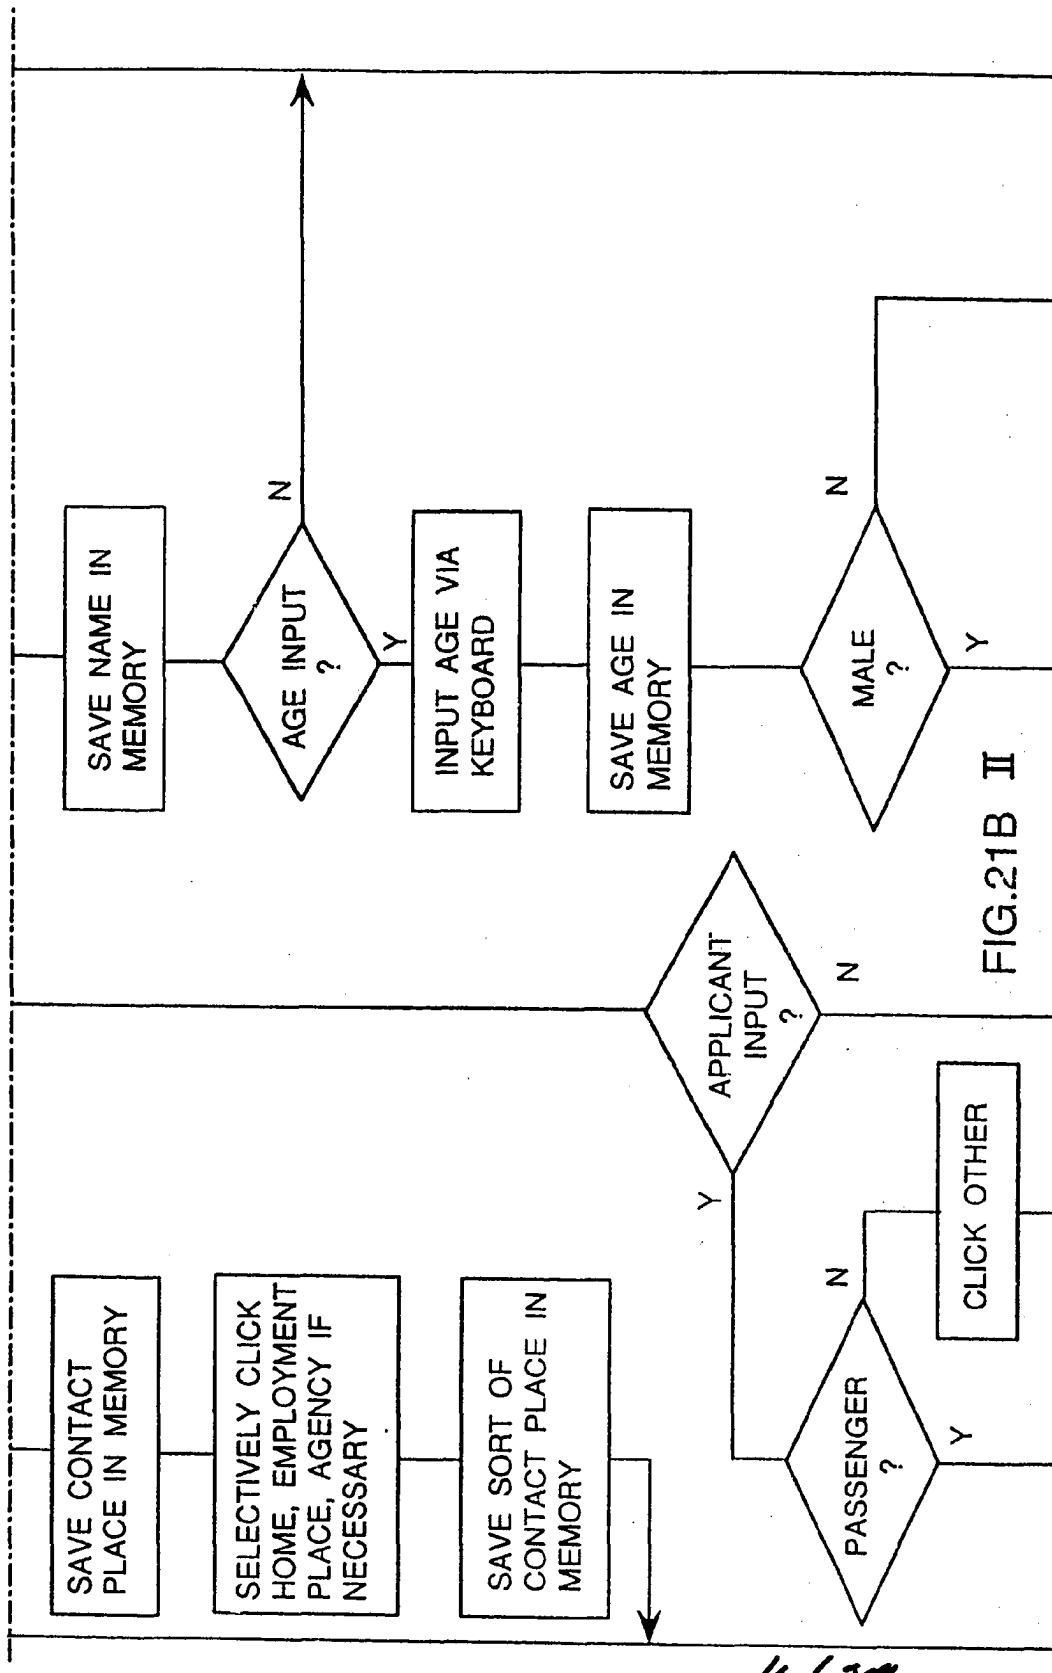 SAVE CONTACT
PLACE IN MEMORY
SELECTIVELY CLICK
HOME, EMPLOYMENT
PLACE, AGENCY IF
NECESSARY
SAVE SORT OF
CONTACT PLACE IN
MEMORY
PASSENGER
?
N
Y
CLICK OTHER
APPLICANT
INPUT
?
Y
N
SAVE NAME IN
MEMORY
AGE INPUT
?
N
Y
INPUT AGE VIA
KEYBOARD
SAVE AGE IN
MEMORY
MALE
?
N
Y
FIG.21B II